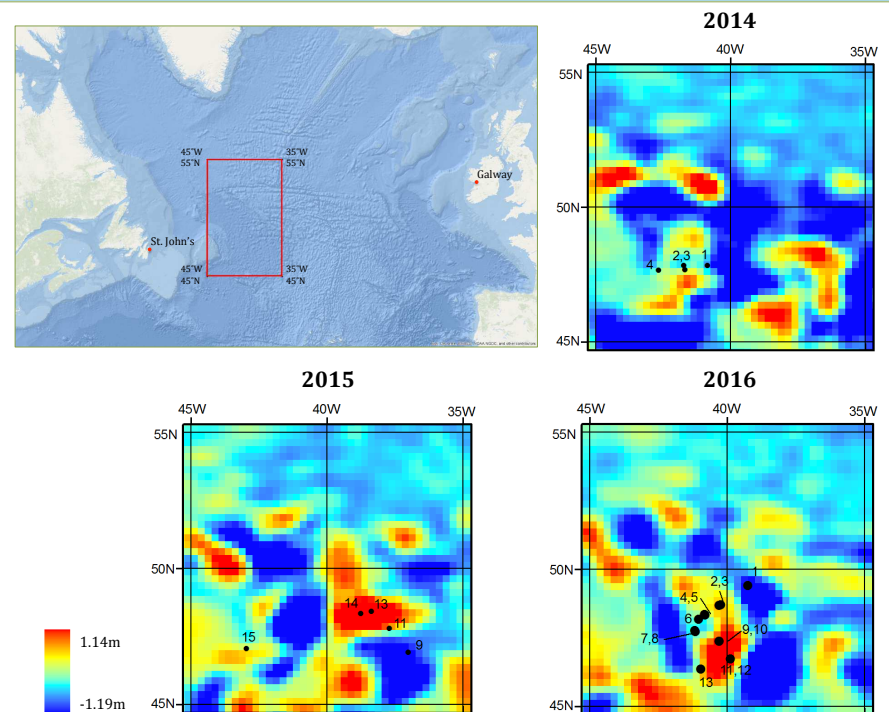 2014
45W 40W 35W
55N
50N
45N
4 2,3 1
45°W
55°N
35°W
55°N
Galway
St. John's
45°W
45°N
35°W
45°N
2015
45W 40W 35W
55N
50N
45N
14 13
11
15
9
1.14m
-1.19m
2016
45W 40W 35W
55N
50N
45N
1
2,3
4,5
6
7,8
9,10
11,12
13